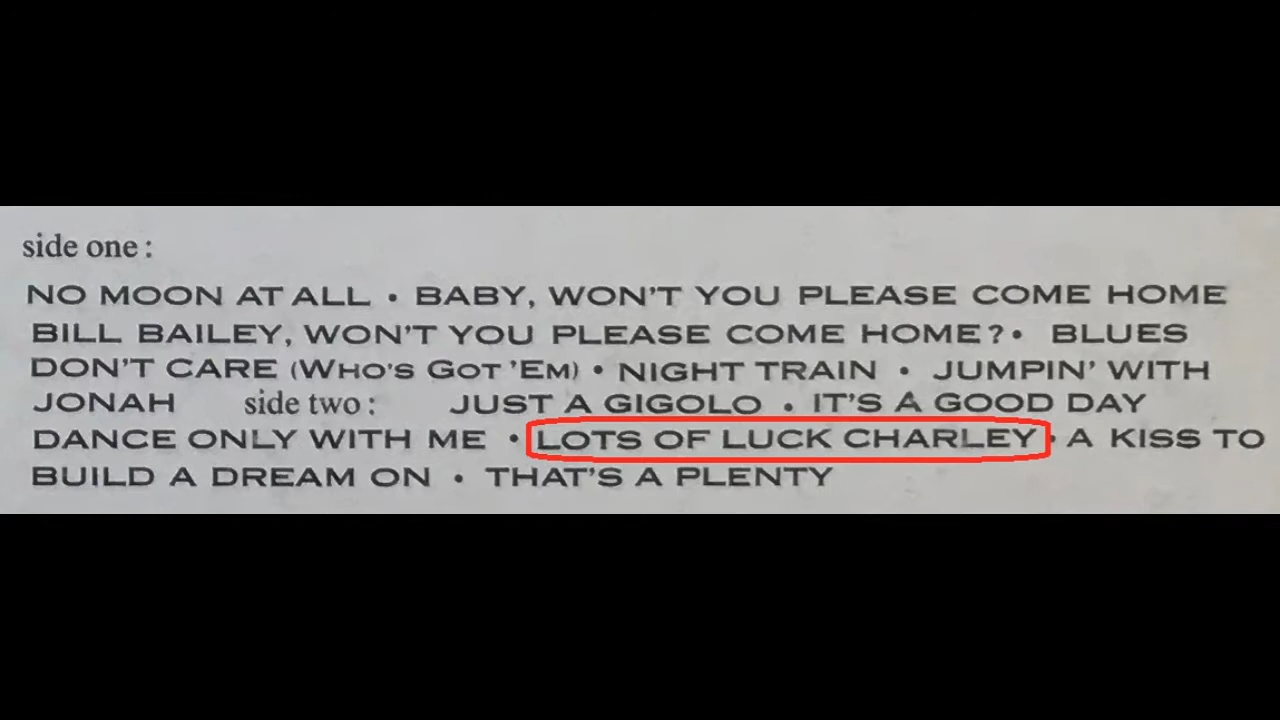 side one :
NO MOON AT ALL • BABY, WON'T YOU PLEASE COME HOME
BILL BAILEY, WON'T YOU PLEASE COME HOME? • BLUES
DON'T CARE (WHO'S GOT 'EM) • NIGHT TRAIN • JUMPIN' WITH
JONAH side two : JUST A GIGOLO • IT'S A GOOD DAY
DANCE ONLY WITH ME • LOTS OF LUCK CHARLEY • A KISS TO
BUILD A DREAM ON • THAT'S A PLENTY